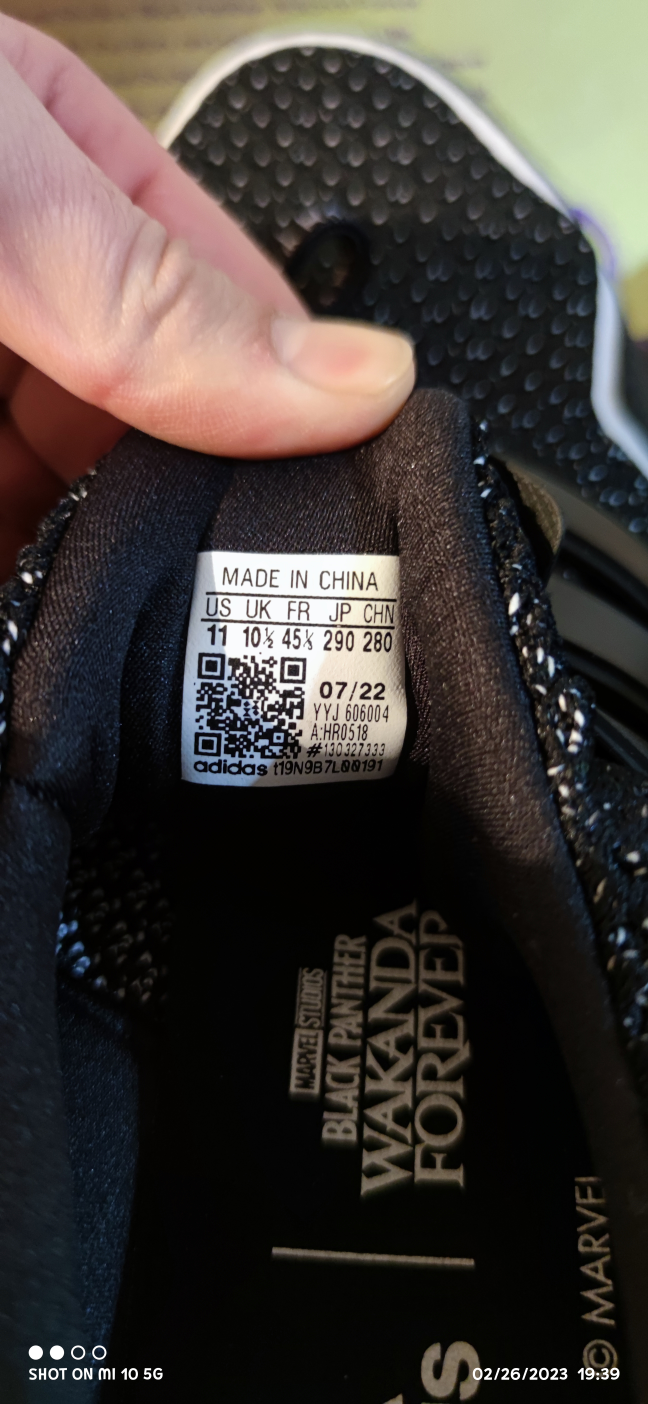 MADE IN CHINA
US UK FR JP CHN
11 10½ 45⅓ 290 280
07/22
YYJ 606004
A:HR0518
#130327333
adidas t19N9B7L00191
MARVEL STUDIOS
BLACK PANTHER
WAKANDA
FOREVER
© MARVEL
SHOT ON MI 10 5G
02/26/2023 19:39